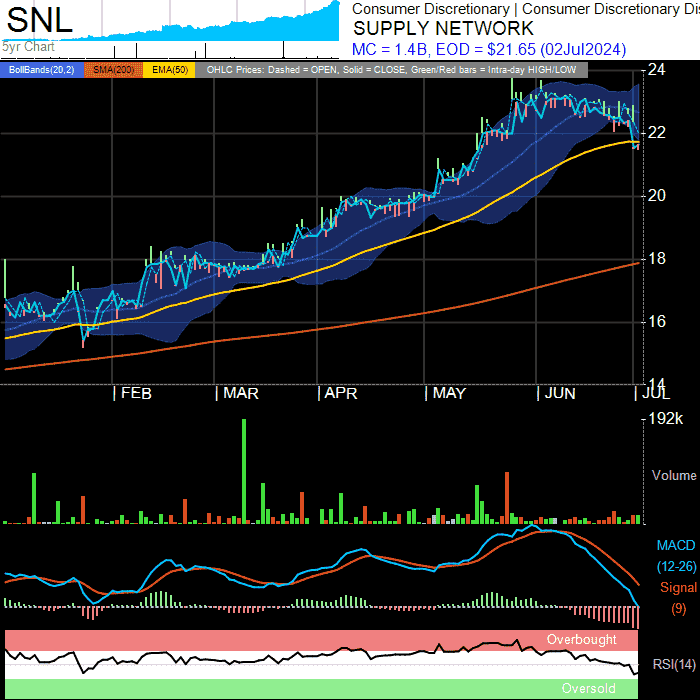 SNL
5yr Chart
Consumer Discretionary | Consumer Discretionary Dis
SUPPLY NETWORK
MC = 1.4B, EOD = $21.65 (02Jul2024)
BollBands(20,2) SMA(200) EMA(50) OHLC Prices: Dashed = OPEN, Solid = CLOSE, Green/Red bars = Intra-day HIGH/LOW
24
22
20
18
16
14
| FEB | MAR | APR | MAY | JUN | JUL
192k
Volume
MACD
(12-26)
Signal
(9)
Overbought
RSI(14)
Oversold